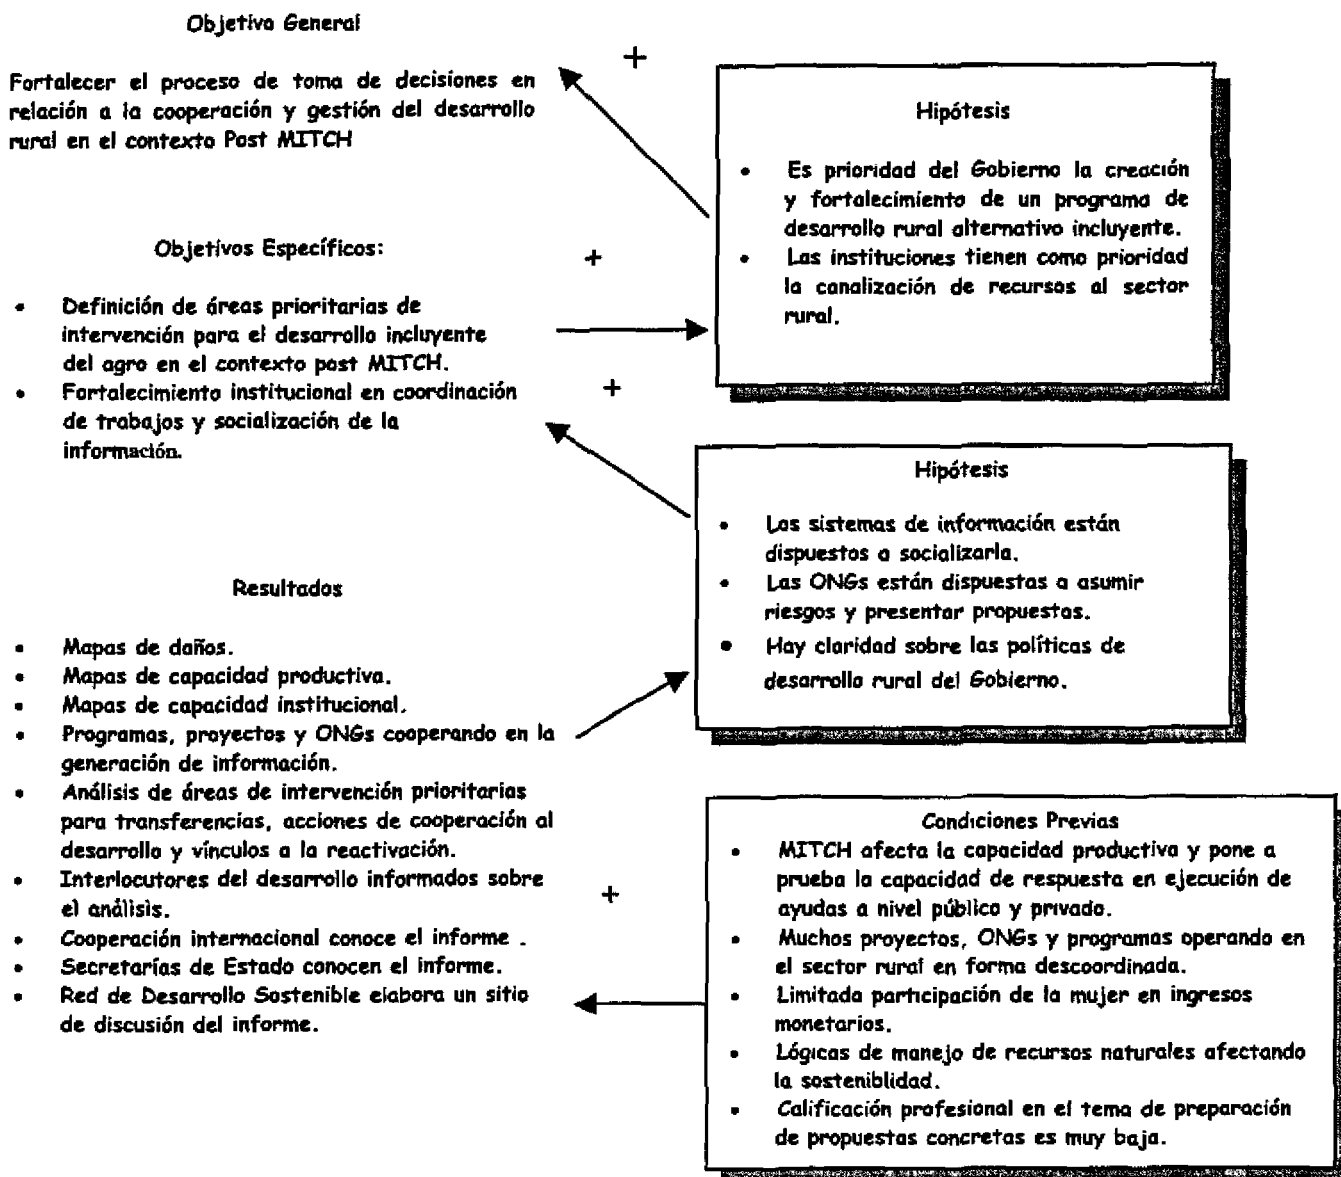 Objetivo General
Fortalecer el proceso de toma de decisiones en
relación a la cooperación y gestión del desarrollo
rural en el contexto Post MITCH
+
Hipótesis
• Es prioridad del Gobierno la creación
y fortalecimiento de un programa de
desarrollo rural alternativo incluyente.
• Las instituciones tienen como prioridad
la canalización de recursos al sector
rural.
Objetivos Específicos:
+
• Definición de áreas prioritarias de
intervención para el desarrollo incluyente
del agro en el contexto post MITCH.
• Fortalecimiento institucional en coordinación
de trabajos y socialización de la
información.
+
Hipótesis
• Los sistemas de información están
dispuestos a socializarla.
• Las ONGs están dispuestas a asumir
riesgos y presentar propuestas.
• Hay claridad sobre las políticas de
desarrollo rural del Gobierno.
Resultados
• Mapas de daños.
• Mapas de capacidad productiva.
• Mapas de capacidad institucional.
• Programas, proyectos y ONGs cooperando en la
generación de información.
• Análisis de áreas de intervención prioritarias
para transferencias, acciones de cooperación al
desarrollo y vínculos a la reactivación.
• Interlocutores del desarrollo informados sobre
el análisis.
• Cooperación internacional conoce el informe .
• Secretarías de Estado conocen el informe.
• Red de Desarrollo Sostenible elabora un sitio
de discusión del informe.
+
Condiciones Previas
• MITCH afecta la capacidad productiva y pone a
prueba la capacidad de respuesta en ejecución de
ayudas a nivel público y privado.
• Muchos proyectos, ONGs y programas operando en
el sector rural en forma descoordinada.
• Limitada participación de la mujer en ingresos
monetarios.
• Lógicas de manejo de recursos naturales afectando
la sosteniblidad.
• Calificación profesional en el tema de preparación
de propuestas concretas es muy baja.